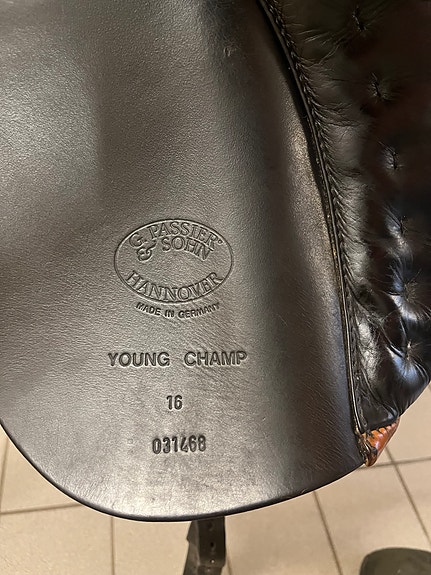 G. PASSIER®
& SOHN
HANNOVER
MADE IN GERMANY
YOUNG CHAMP
16
031468